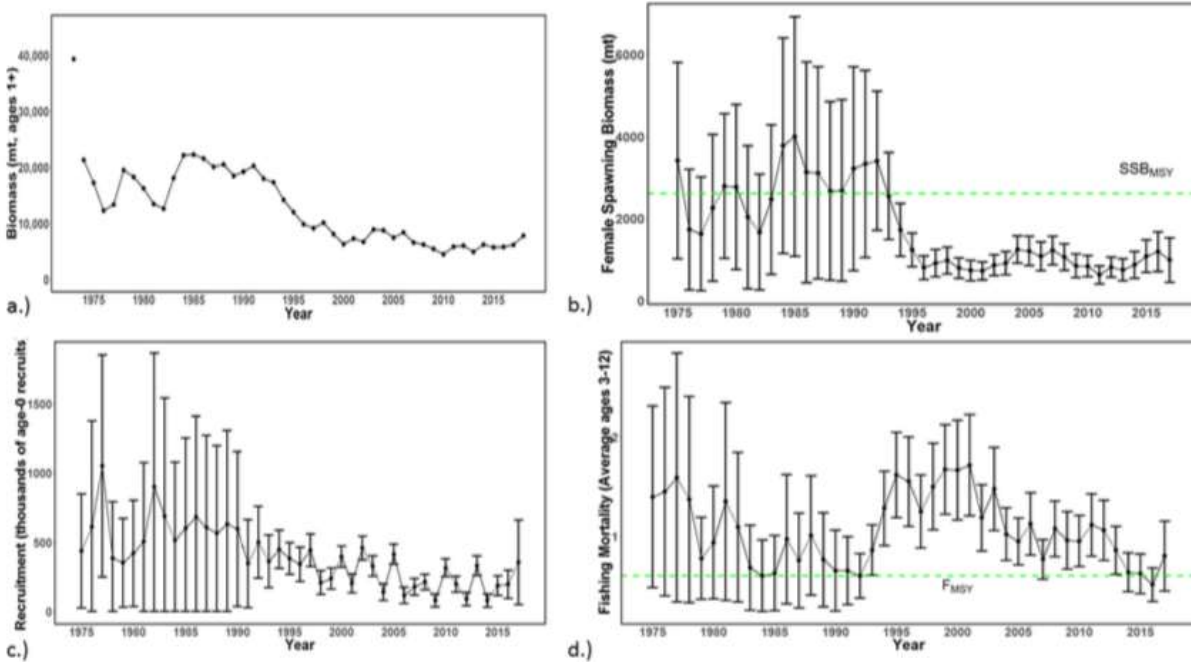 Biomass (mt, ages 1+)
40,000
30,000
20,000
10,000
0
1975 1980 1985 1990 1995 2000 2005 2010 2015
Year
a.)
Female Spawning Biomass (mt)
6000
4000
2000
0
SSBMSY
1975 1980 1985 1990 1995 2000 2005 2010 2015
Year
b.)
Recruitment (thousands of age-0 recruits
1500
1000
500
0
1975 1980 1985 1990 1995 2000 2005 2010 2015
Year
c.)
Fishing Mortality (Average ages 3-12)
2
1
FMSY
1975 1980 1985 1990 1995 2000 2005 2010 2015
Year
d.)